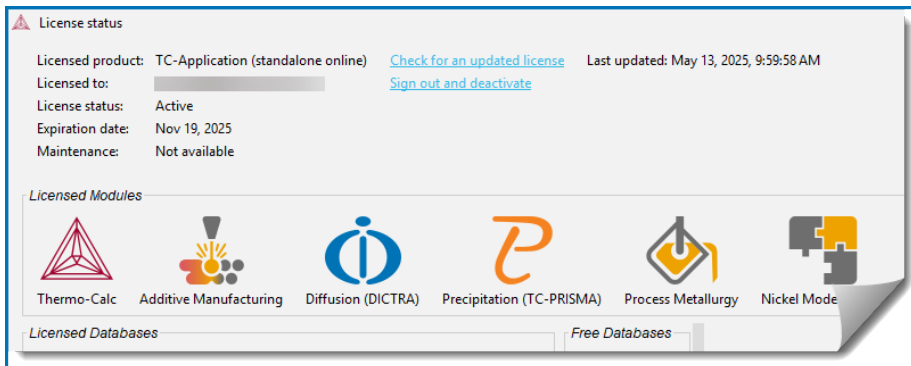 License status
Licensed product: TC-Application (standalone online) Check for an updated license Last updated: May 13, 2025, 9:59:58 AM
Licensed to: Sign out and deactivate
License status: Active
Expiration date: Nov 19, 2025
Maintenance: Not available
Licensed Modules
Thermo-Calc Additive Manufacturing Diffusion (DICTRA) Precipitation (TC-PRISMA) Process Metallurgy Nickel Mode
Licensed Databases Free Databases